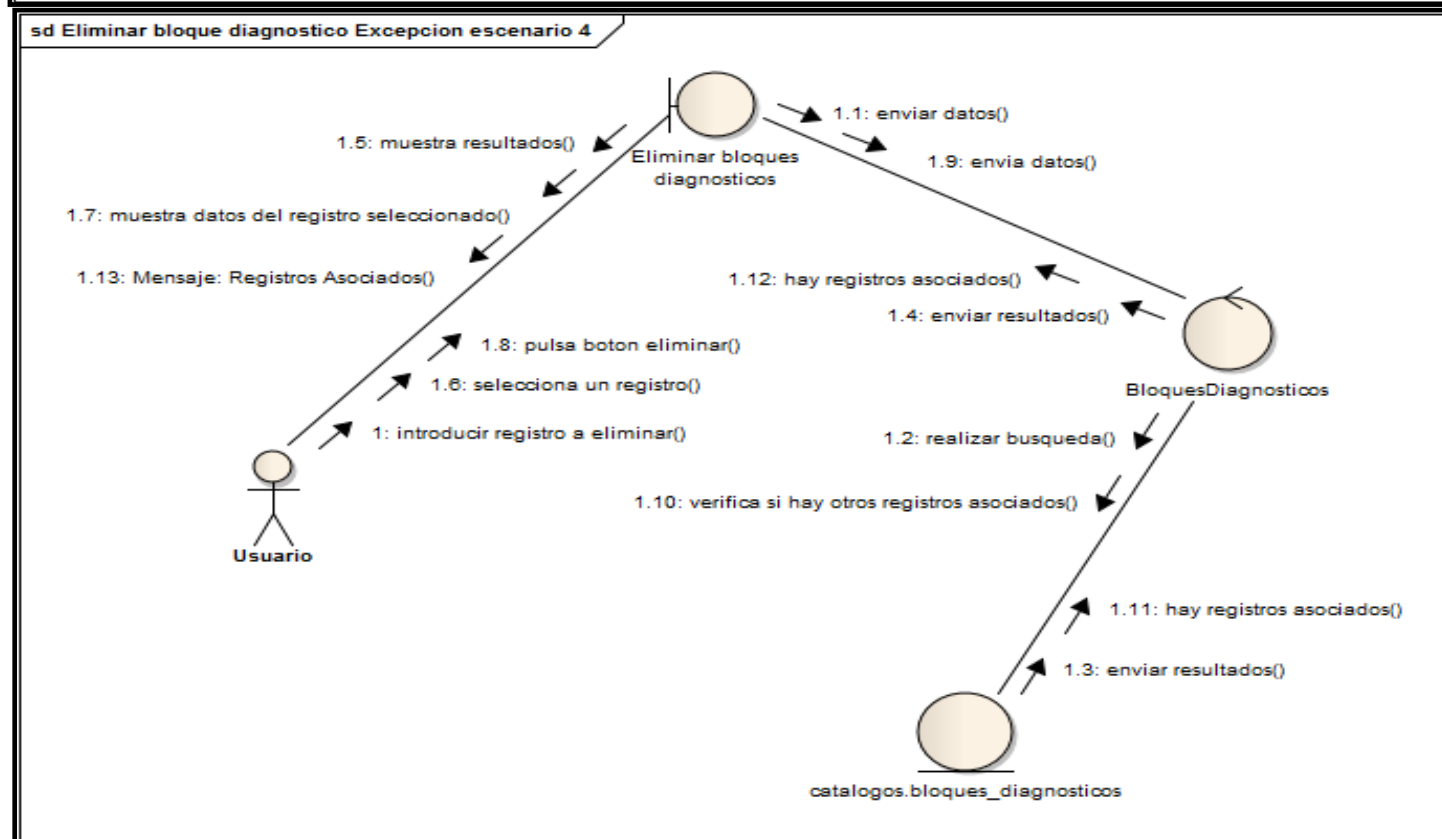 sd Eliminar bloque diagnostico Excepcion escenario 4
1.1: enviar datos()
1.5: muestra resultados()
Eliminar bloques
diagnosticos
1.9: envia datos()
1.7: muestra datos del registro seleccionado()
1.13: Mensaje: Registros Asociados()
1.12: hay registros asociados()
1.4: enviar resultados()
1.8: pulsa boton eliminar()
1.6: selecciona un registro()
BloquesDiagnosticos
1: introducir registro a eliminar()
1.2: realizar busqueda()
1.10: verifica si hay otros registros asociados()
Usuario
1.11: hay registros asociados()
1.3: enviar resultados()
catalogos.bloques_diagnosticos